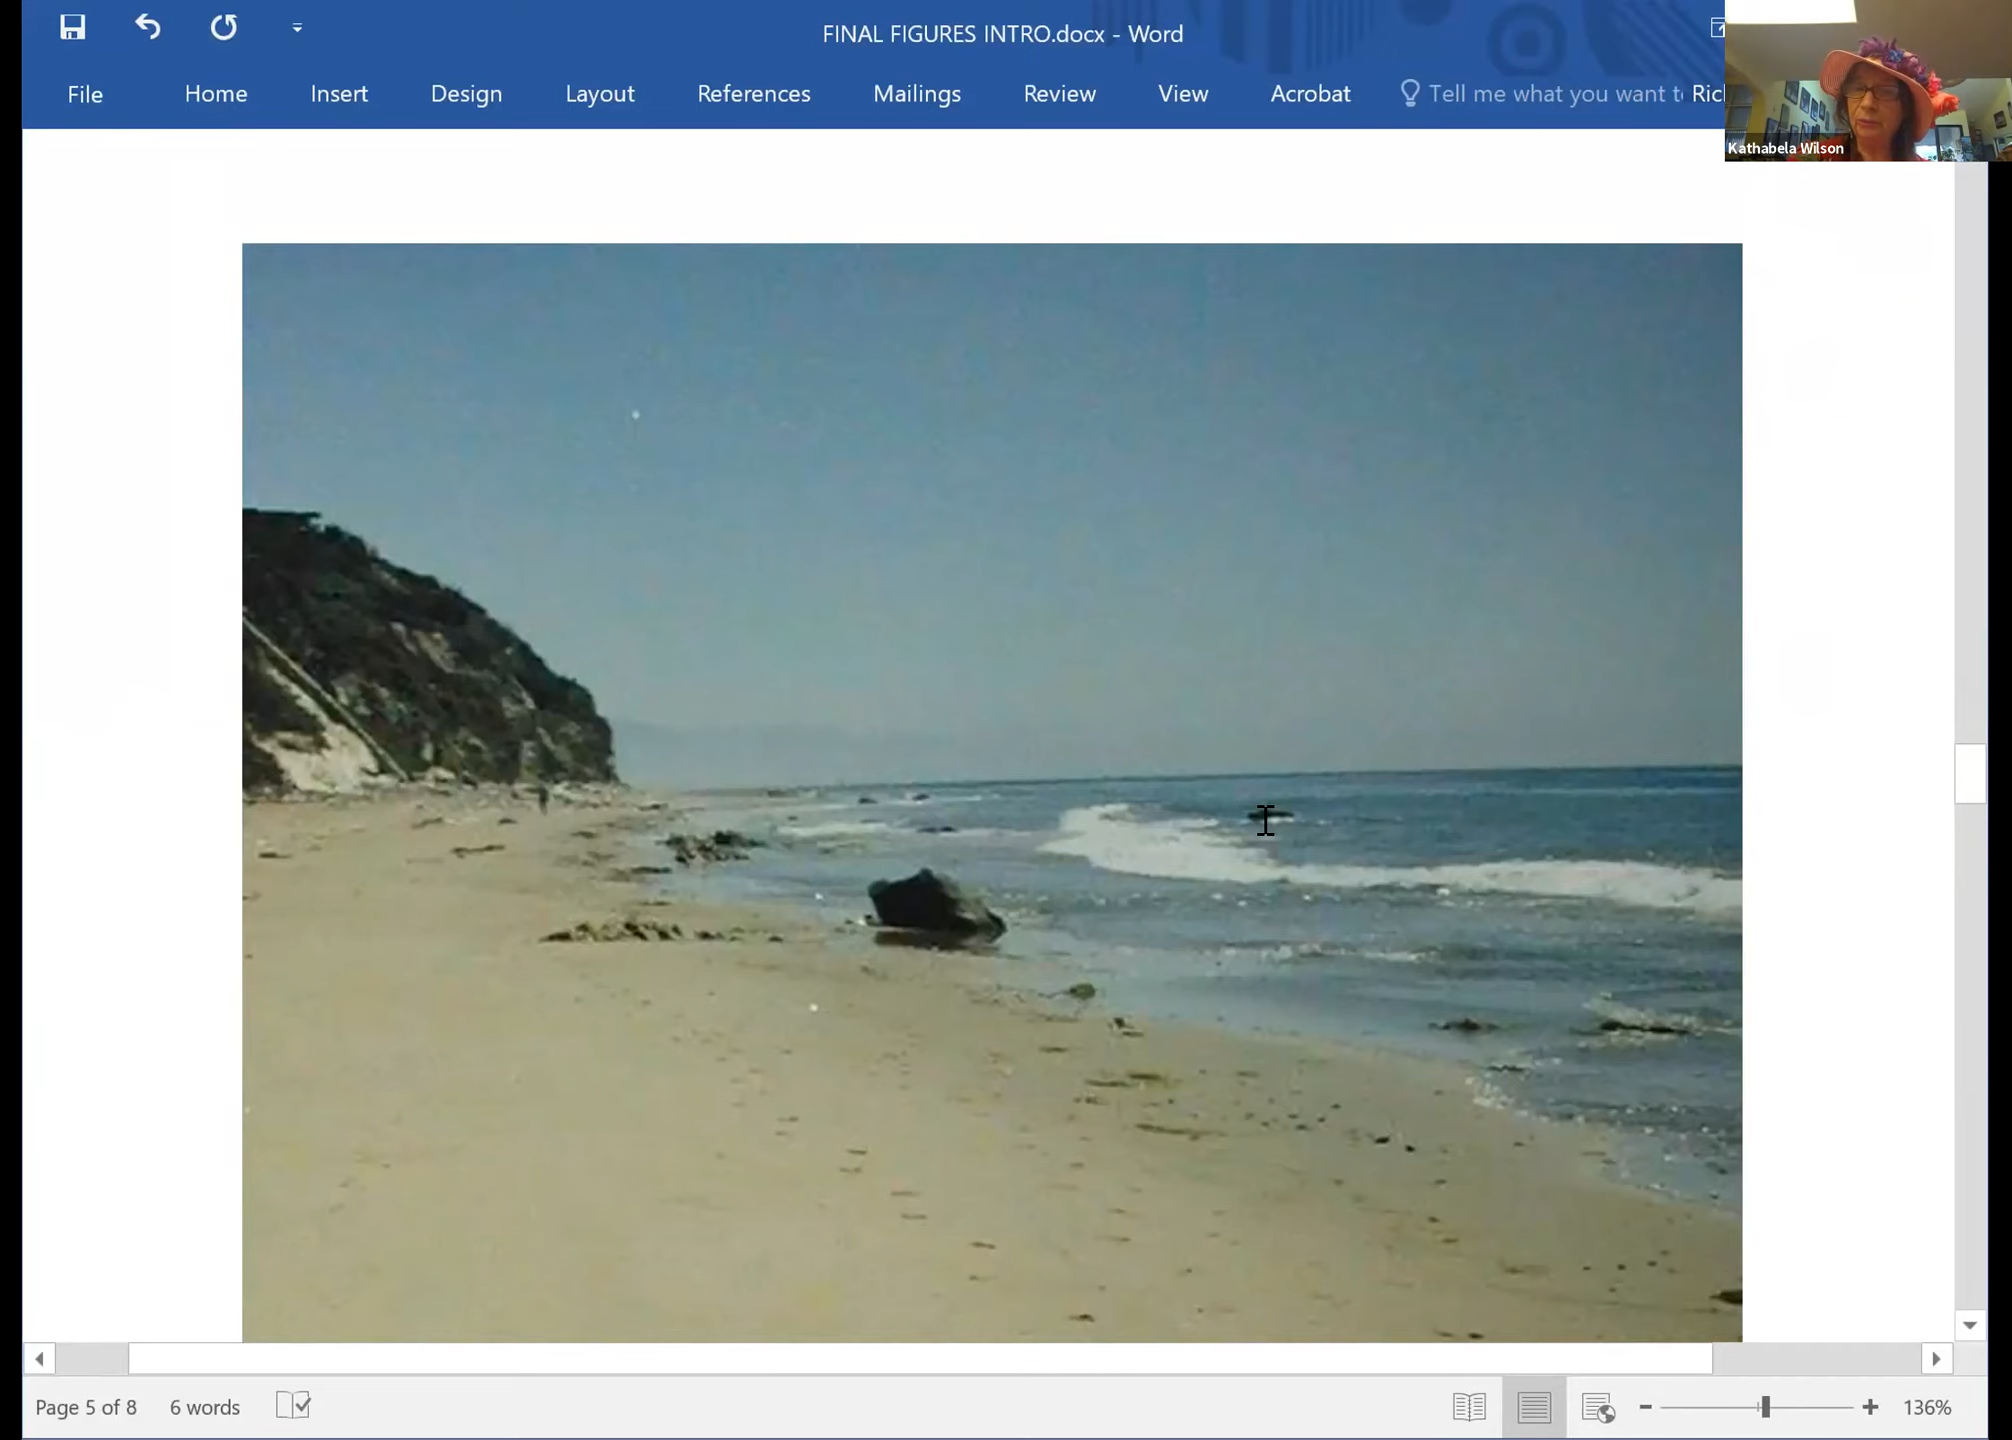 FINAL FIGURES INTRO.docx - Word
File Home Insert Design Layout References Mailings Review View Acrobat Tell me what you want t
Kathabela Wilson
Page 5 of 8 6 words 136%